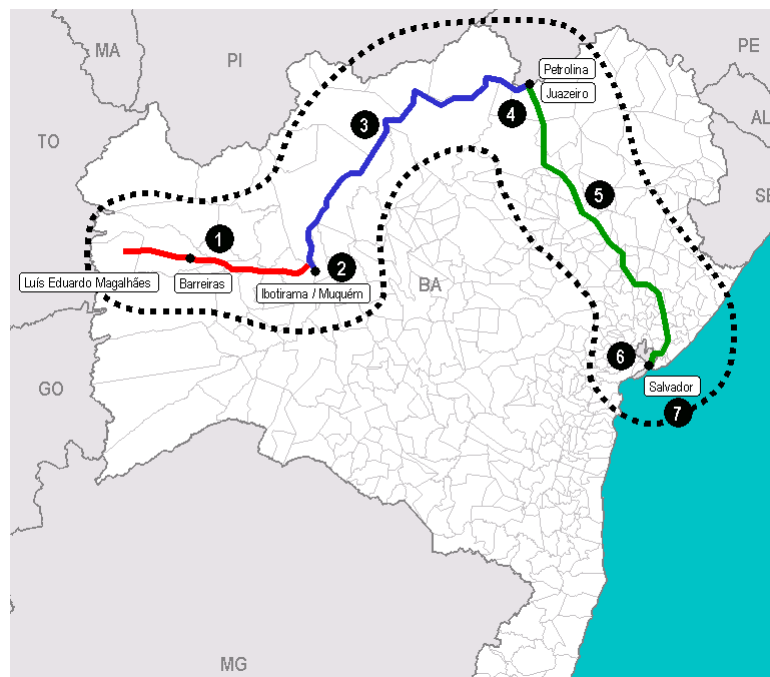 MA
PI
PE
Petrolina
Juazeiro
3
4
AL
TO
5
SE
1
2
BA
Luís Eduardo Magalhães
Barreiras
Ibotirama / Muquém
6
GO
Salvador
7
MG